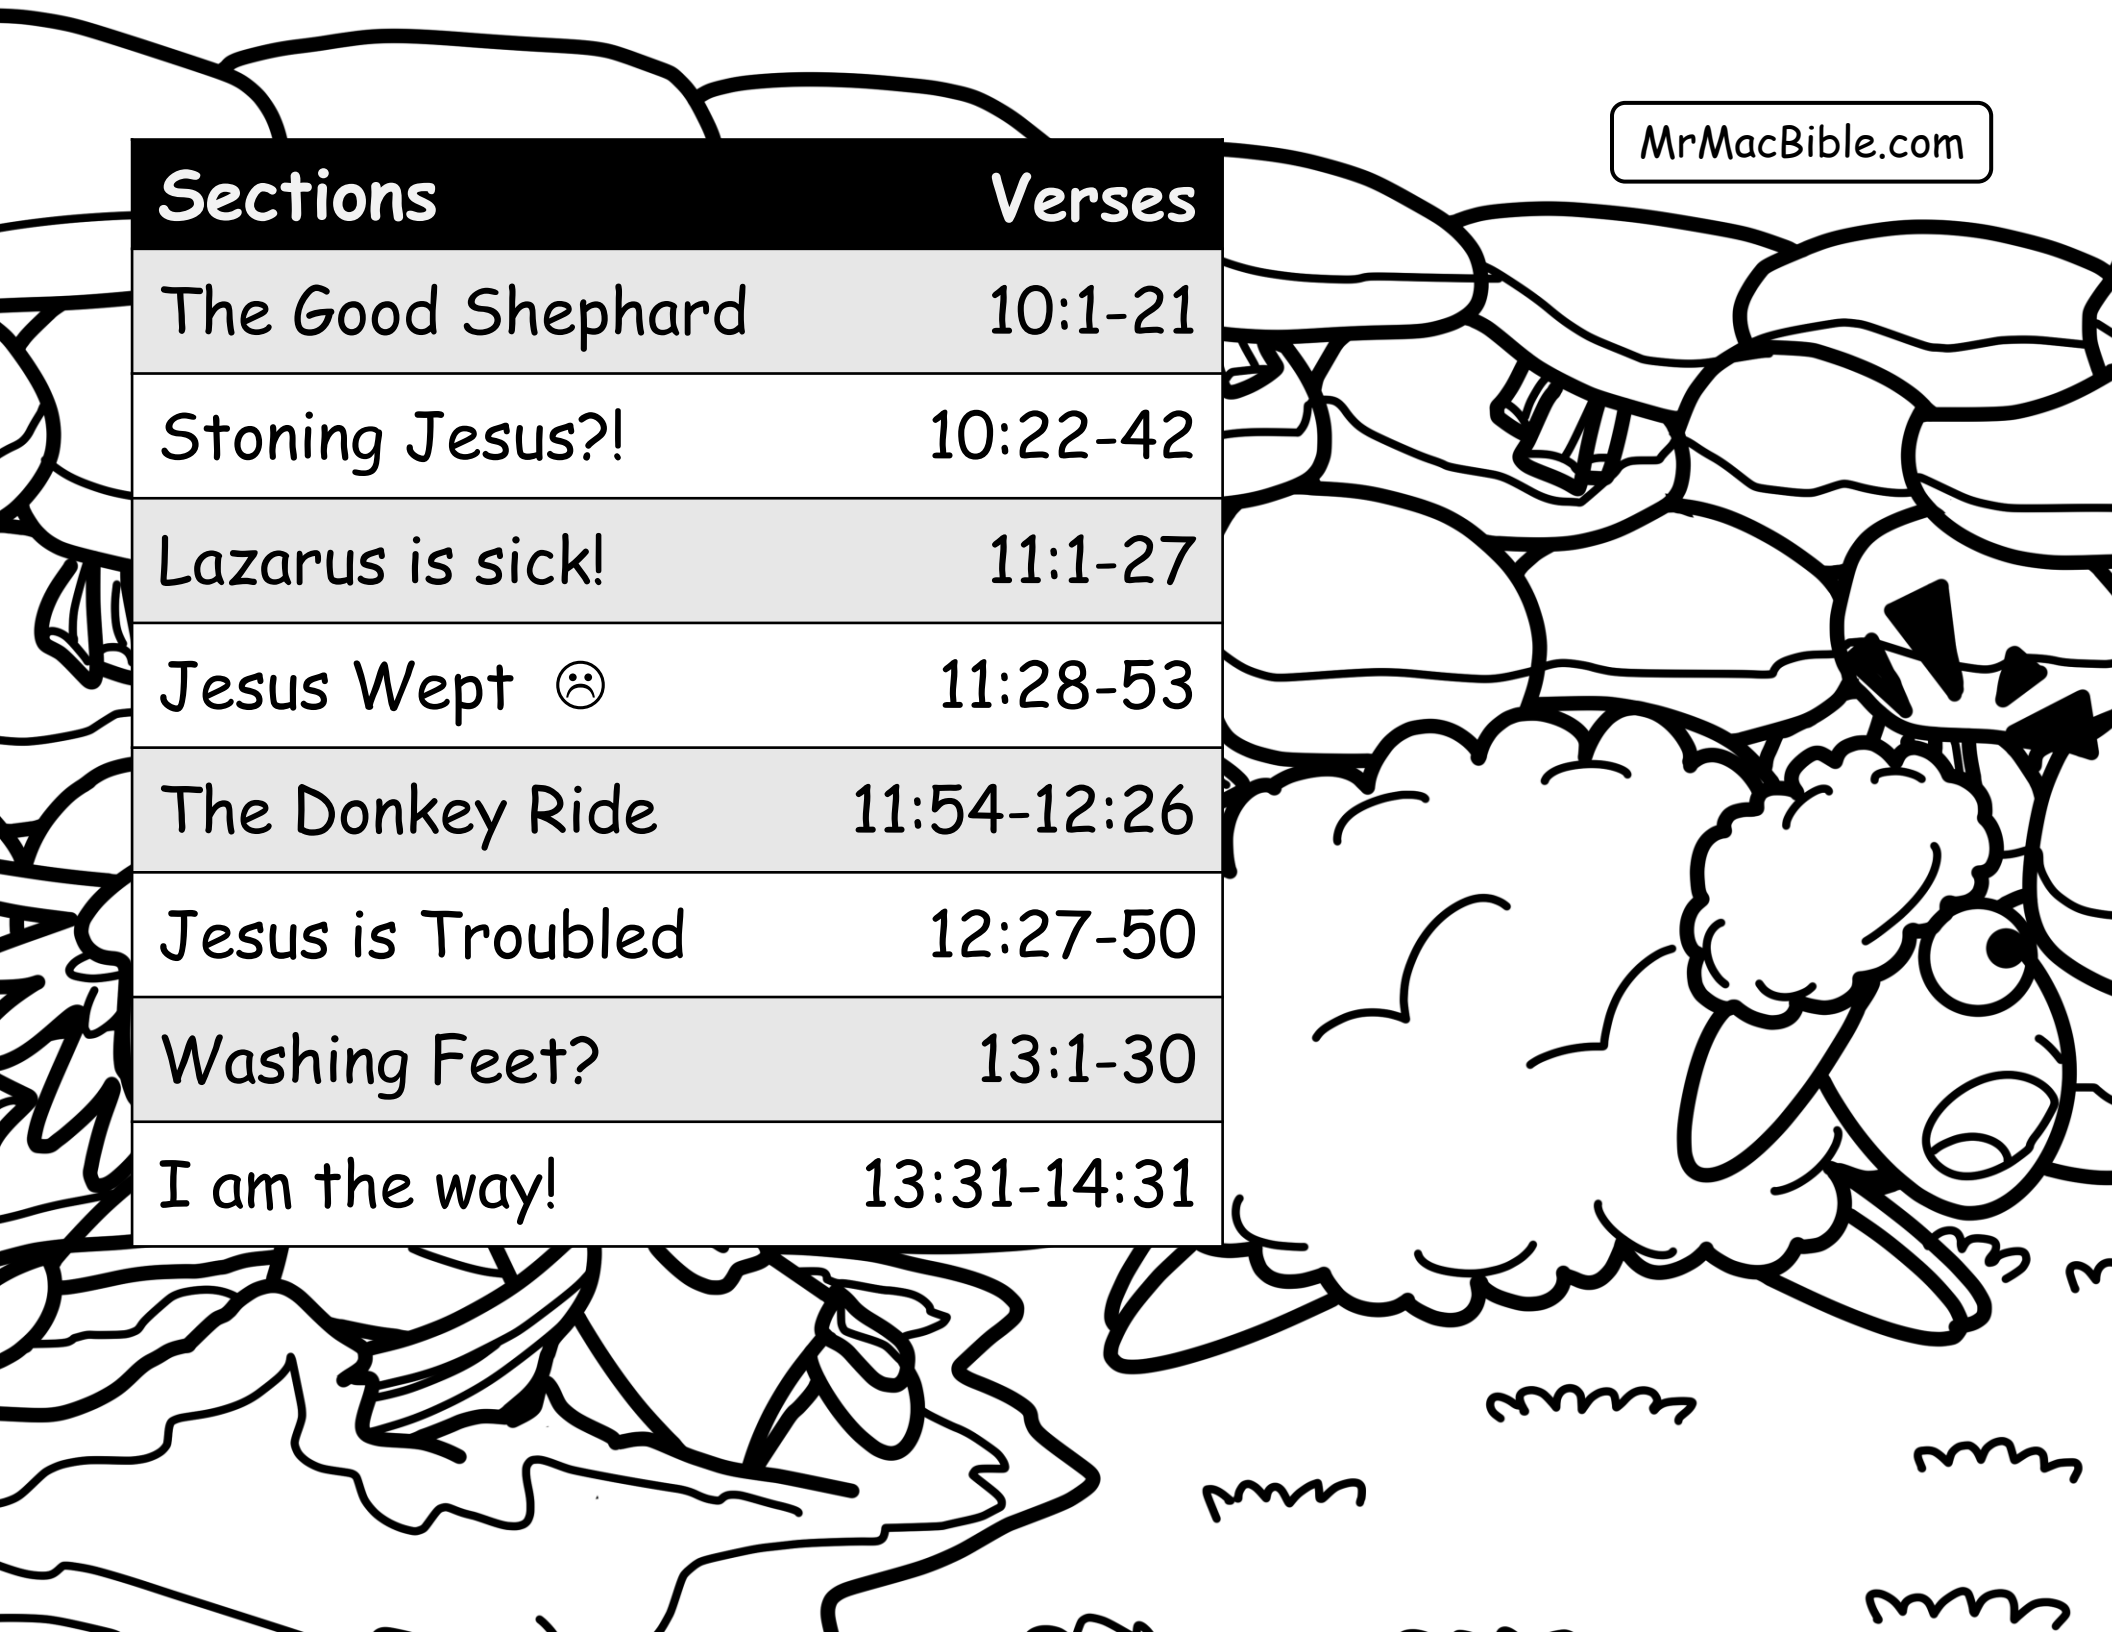 MrMacBible.com
Sections Verses
The Good Shephard 10:1-21
Stoning Jesus?! 10:22-42
Lazarus is sick! 11:1-27
Jesus Wept ☹ 11:28-53
The Donkey Ride 11:54-12:26
Jesus is Troubled 12:27-50
Washing Feet? 13:1-30
I am the way! 13:31-14:31